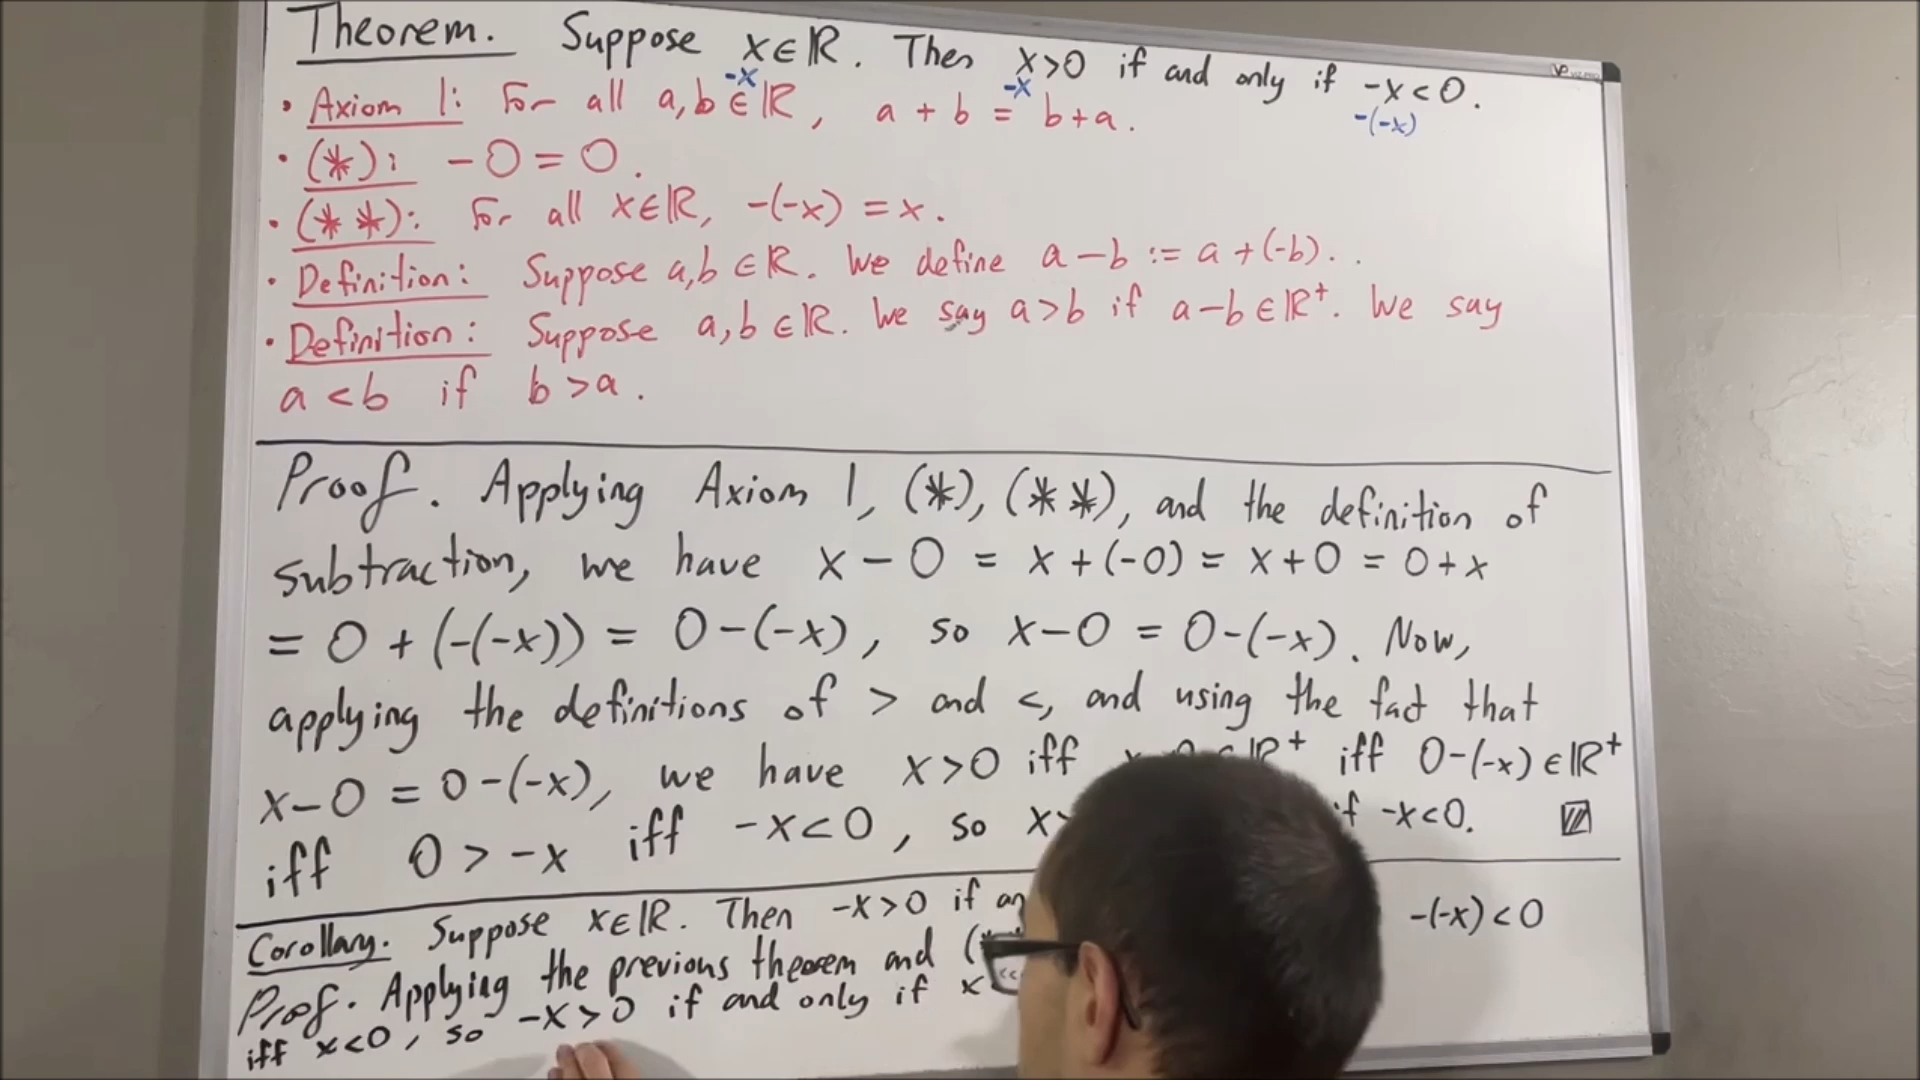 Theorem. Suppose x∈ℝ. Then x>0 if and only if -x<0.
-x -x -(-x)
• Axiom 1: For all a,b ∈ ℝ, a + b = b+a.
• (*): -0 = 0.
• (**): For all x∈ℝ, -(-x) = x.
• Definition: Suppose a,b ∈ ℝ. We define a-b := a+(-b). .
• Definition: Suppose a,b ∈ ℝ. We say a>b if a-b∈ℝ⁺. We say
a<b if b>a.
Proof. Applying Axiom 1, (*), (**), and the definition of
subtraction, we have x-0 = x+(-0) = x+0 = 0+x
= 0+(-(-x)) = 0-(-x), so x-0 = 0-(-x). Now,
applying the definitions of > and <, and using the fact that
x-0 = 0-(-x), we have x>0 iff ℝ⁺ iff 0-(-x)∈ℝ⁺
iff 0>-x iff -x<0, so x> -x<0.
Corollary. Suppose x∈ℝ. Then -x>0 if -(-x)<0
Proof. Applying the previous theorem and
-x>0 if and only if x
iff x<0, so